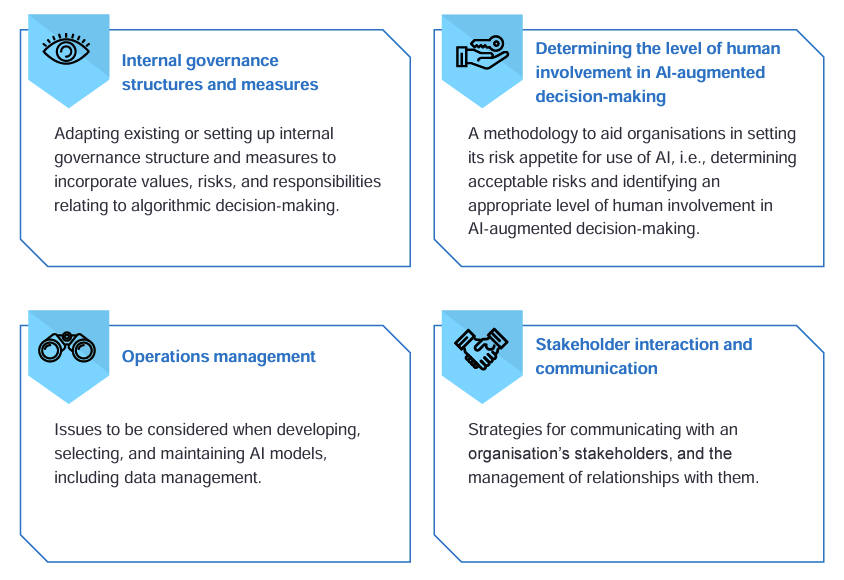 Internal governance
structures and measures
Adapting existing or setting up internal
governance structure and measures to
incorporate values, risks, and responsibilities
relating to algorithmic decision-making.
Determining the level of human
involvement in AI-augmented
decision-making
A methodology to aid organisations in setting
its risk appetite for use of AI, i.e., determining
acceptable risks and identifying an
appropriate level of human involvement in
AI-augmented decision-making.
Operations management
Issues to be considered when developing,
selecting, and maintaining AI models,
including data management.
Stakeholder interaction and
communication
Strategies for communicating with an
organisation’s stakeholders, and the
management of relationships with them.